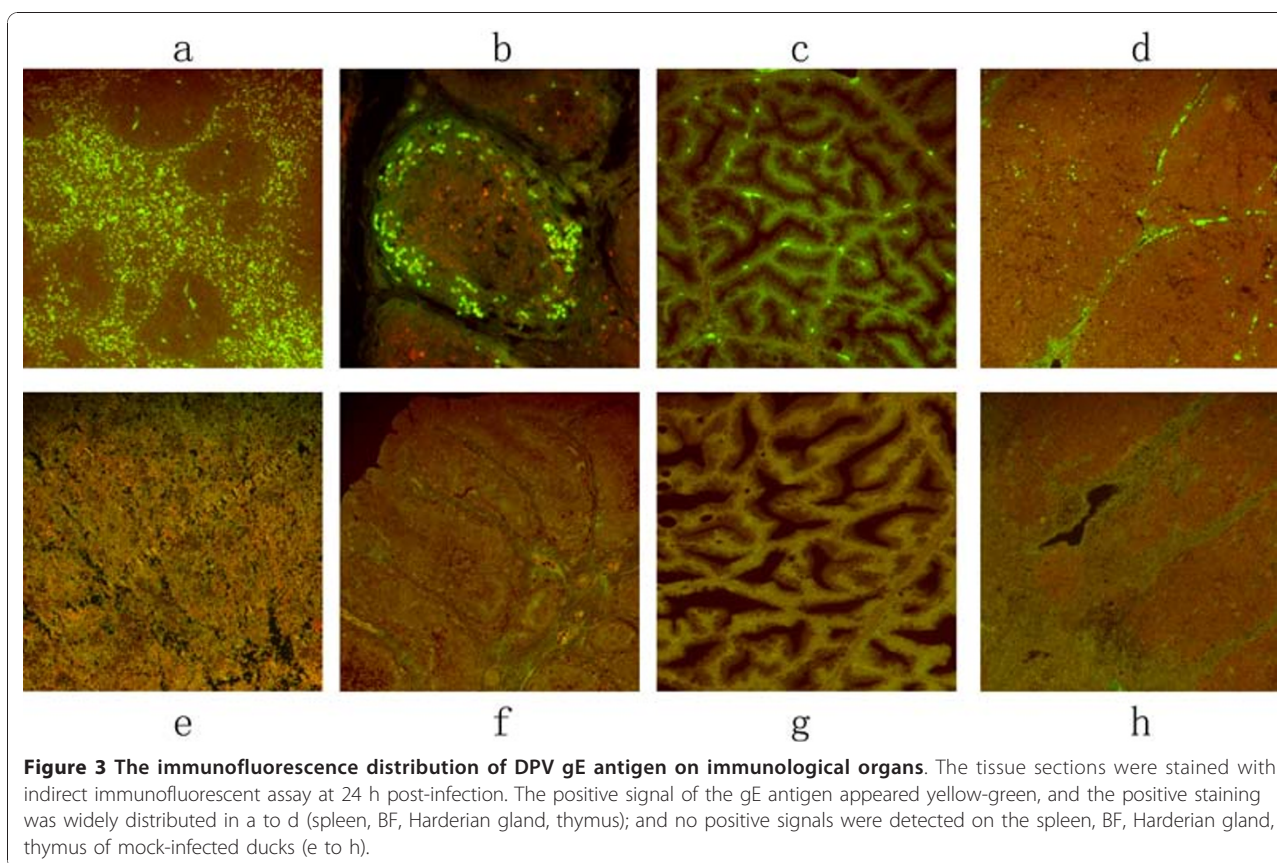 a
b
c
d
e
f
g
h
Figure 3 The immunofluorescence distribution of DPV gE antigen on immunological organs. The tissue sections were stained with
indirect immunofluorescent assay at 24 h post-infection. The positive signal of the gE antigen appeared yellow-green, and the positive staining
was widely distributed in a to d (spleen, BF, Harderian gland, thymus); and no positive signals were detected on the spleen, BF, Harderian gland,
thymus of mock-infected ducks (e to h).